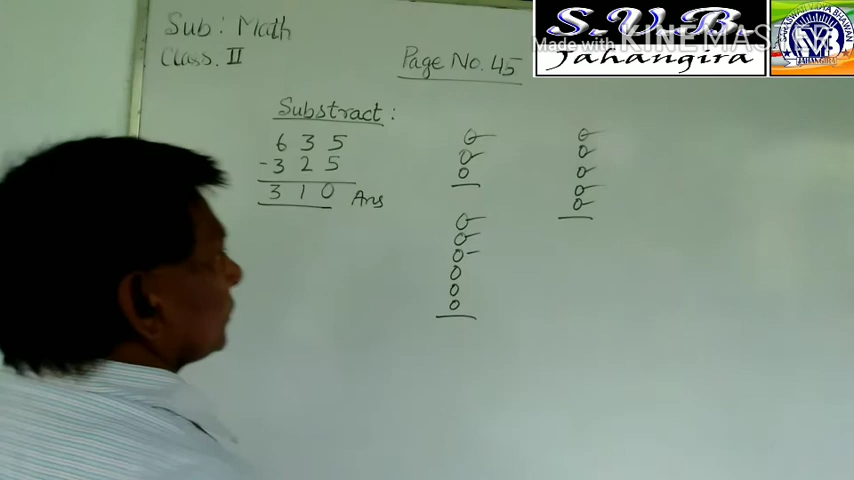 Sub : Math
Class. II
Page No. 45
Substract :
6 3 5
- 3 2 5
3 1 0 Ans
S.V.B.
Jahangira
Made with KINEMASTER
SVB